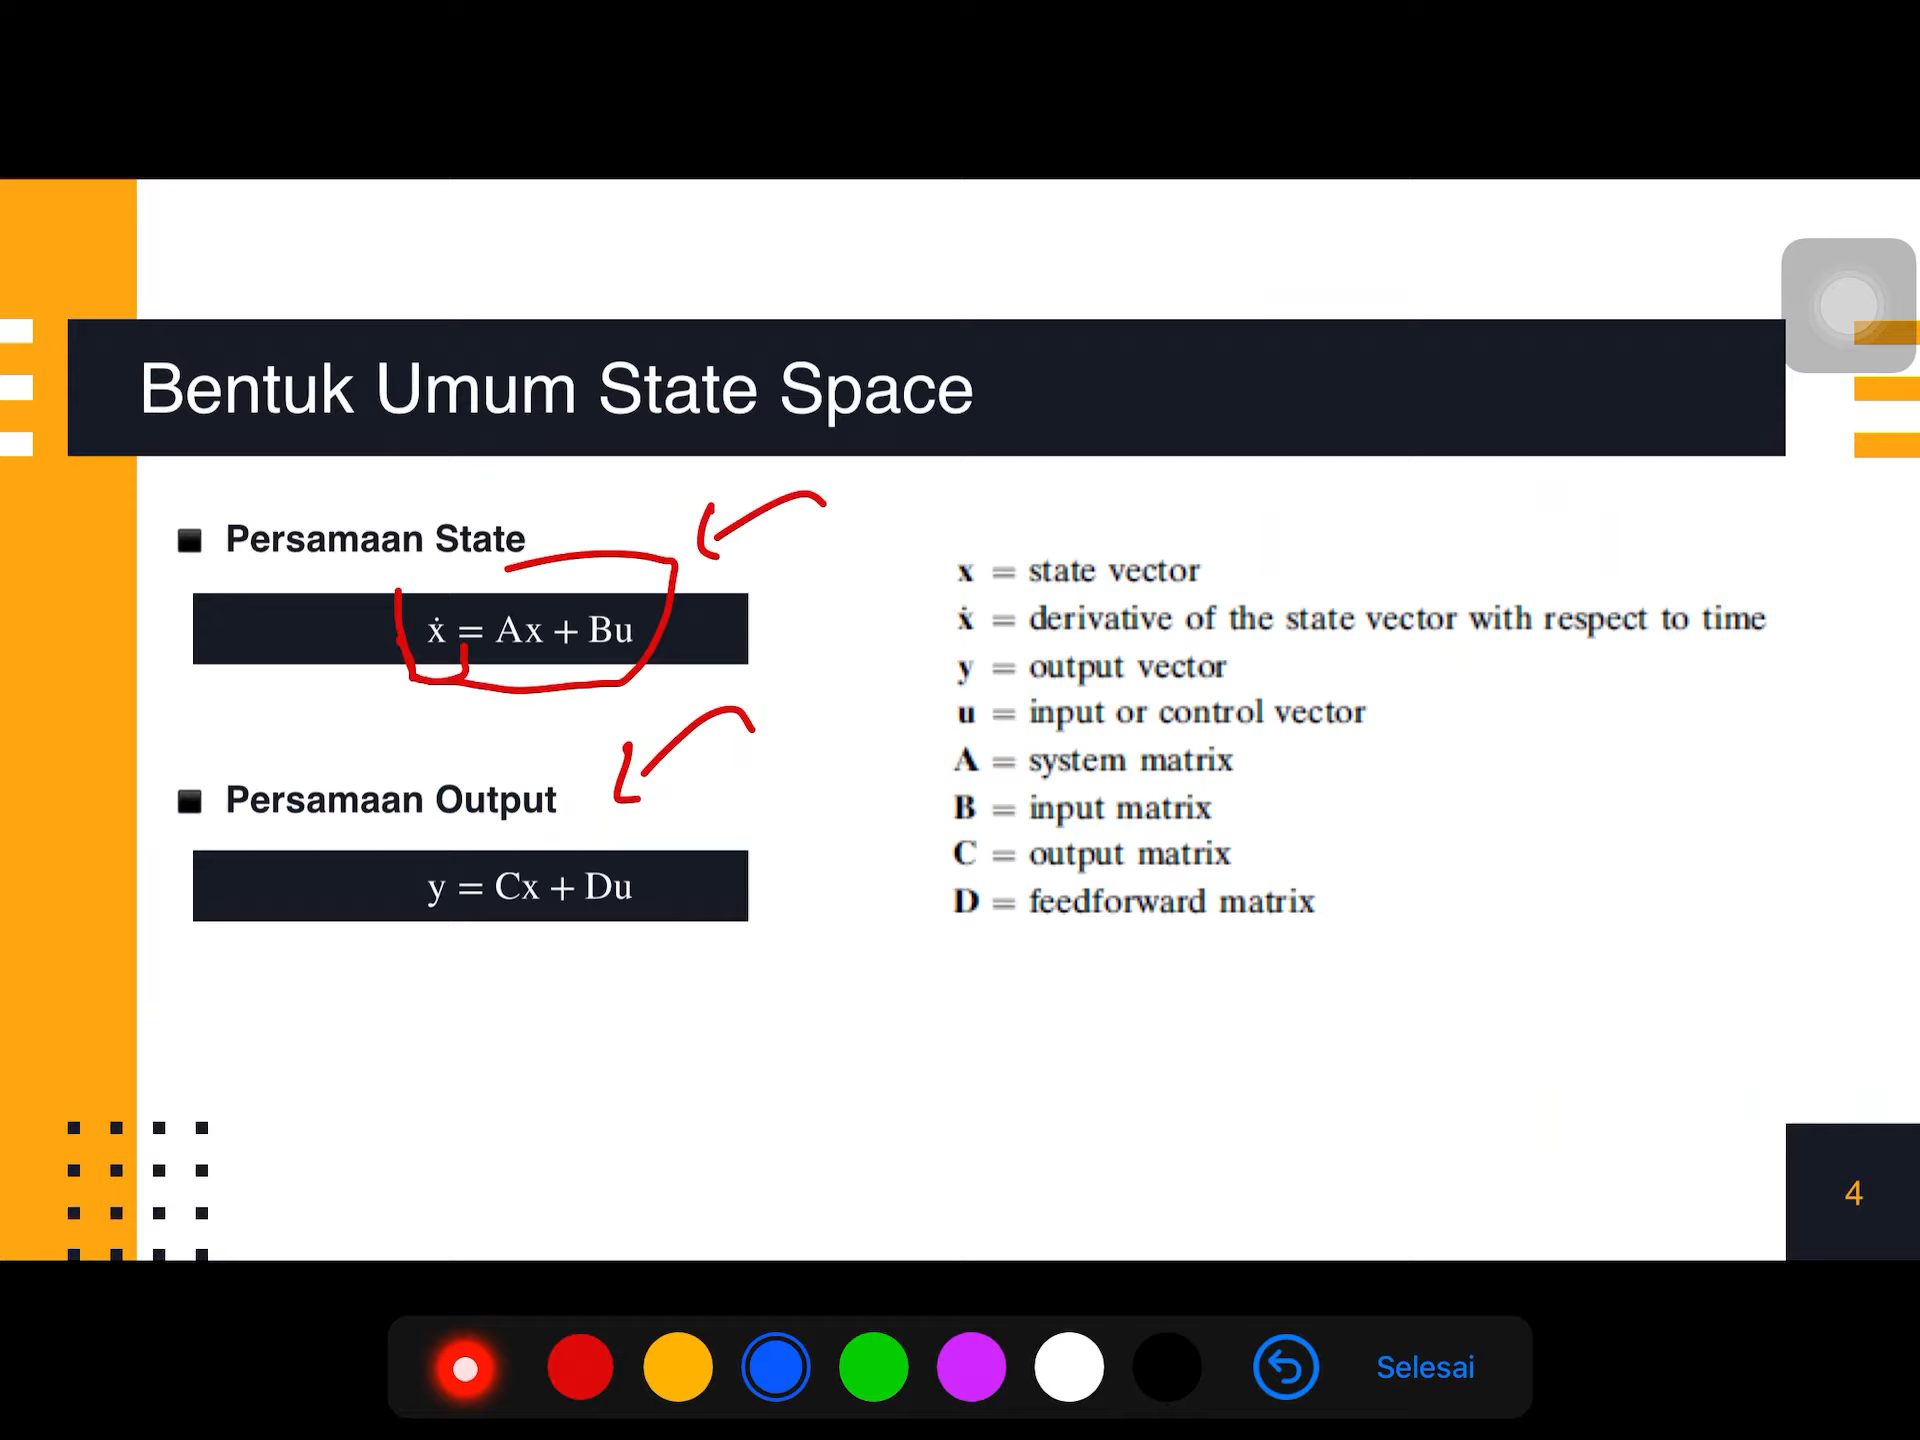 Bentuk Umum State Space
Persamaan State
ẋ = Ax + Bu
Persamaan Output
y = Cx + Du
x = state vector
ẋ = derivative of the state vector with respect to time
y = output vector
u = input or control vector
A = system matrix
B = input matrix
C = output matrix
D = feedforward matrix
4
Selesai